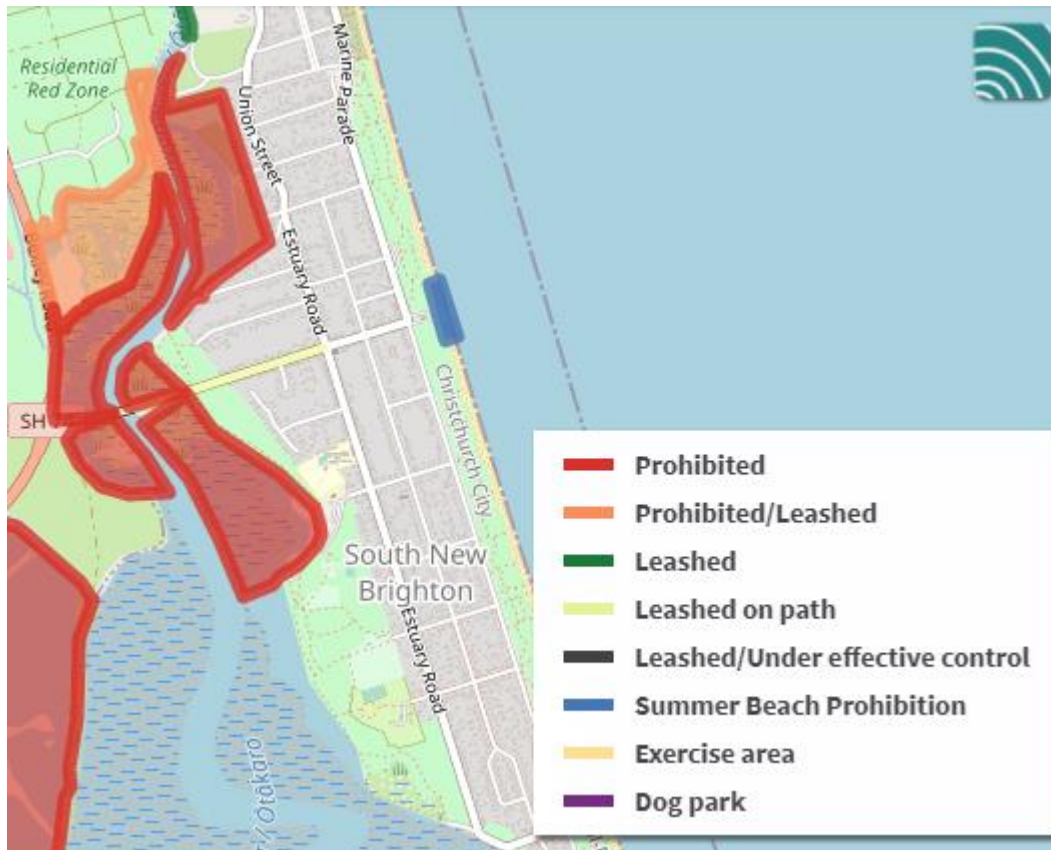 Residential
Red Zone
Marine Parade
Union Street
Estuary Road
Christchurch City
SH
South New
Brighton
Estuary Road
Prohibited
Prohibited/Leashed
Leashed
Leashed on path
Leashed/Under effective control
Summer Beach Prohibition
Exercise area
Dog park